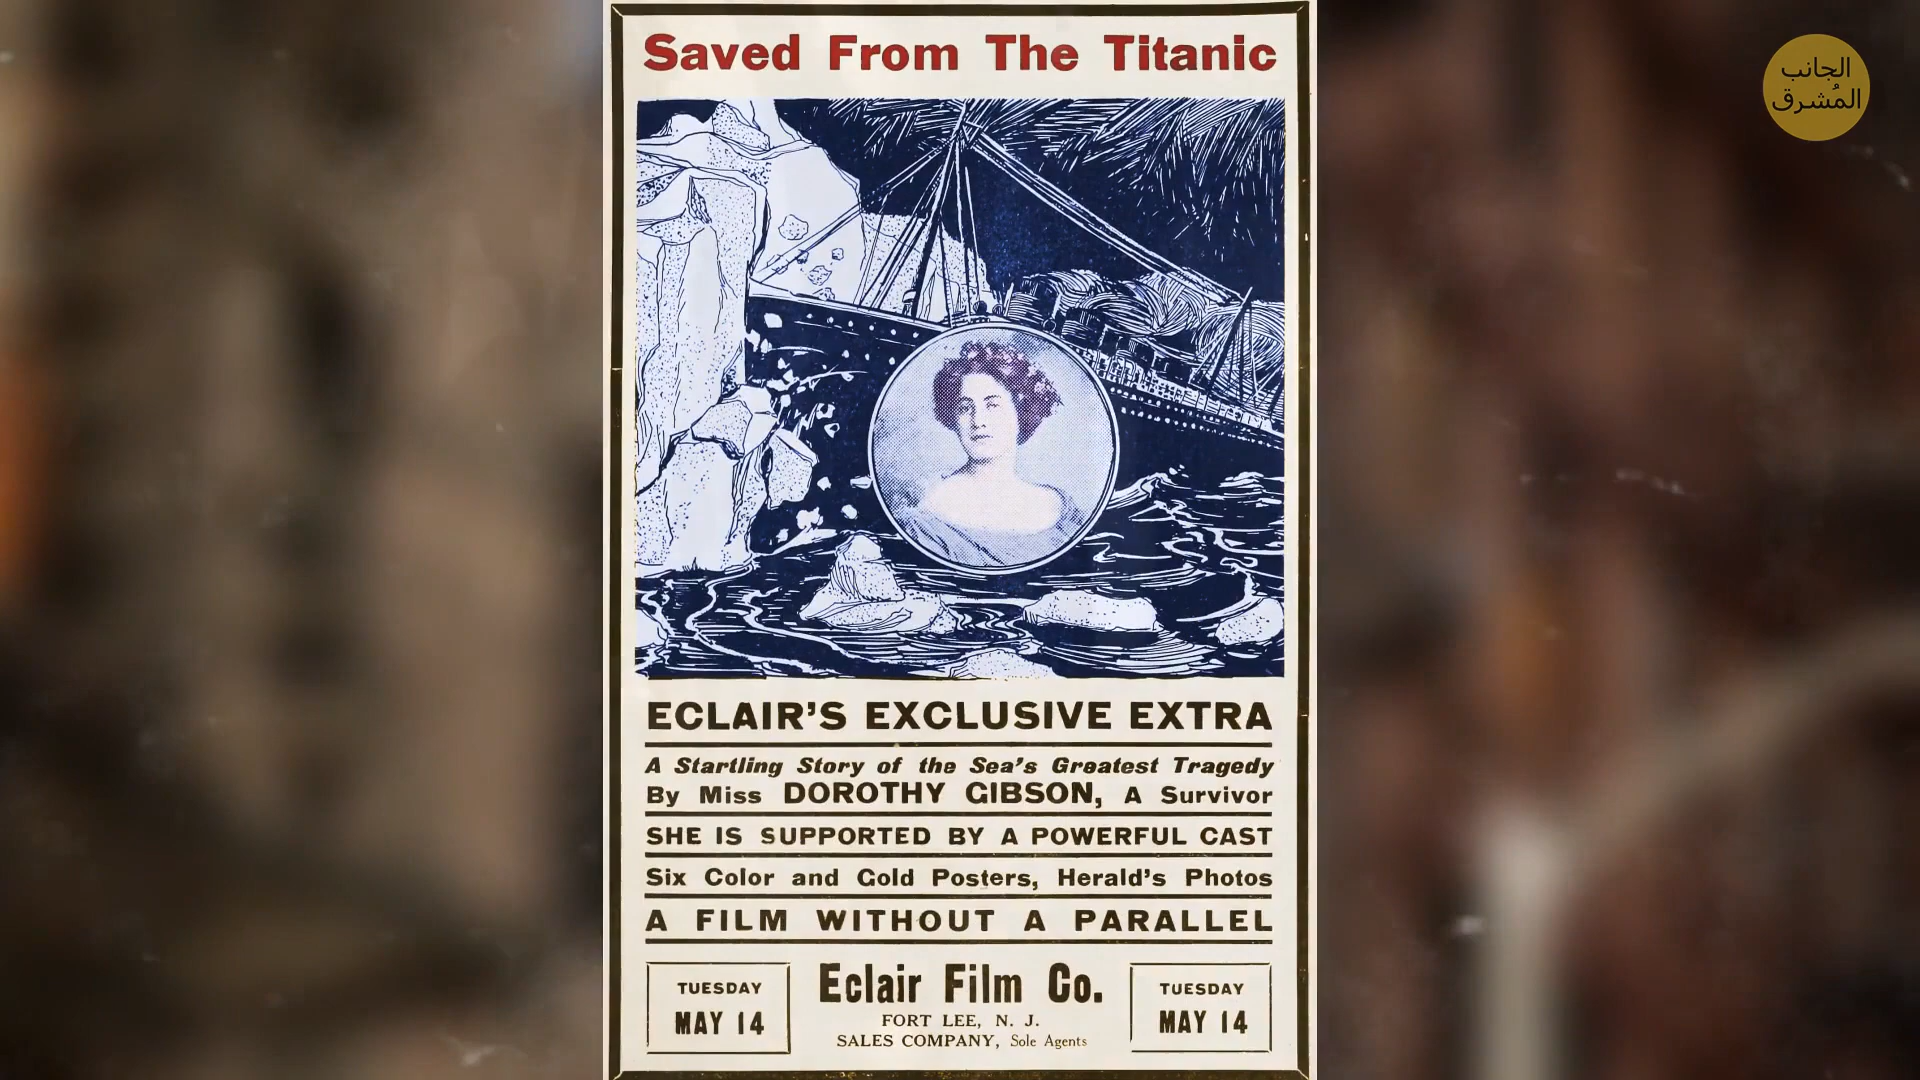 Saved From The Titanic
الجانب
المُشرق
ECLAIR'S EXCLUSIVE EXTRA
A Startling Story of the Sea's Greatest Tragedy
By Miss DOROTHY GIBSON, A Survivor
SHE IS SUPPORTED BY A POWERFUL CAST
Six Color and Gold Posters, Herald's Photos
A FILM WITHOUT A PARALLEL
TUESDAY
MAY 14
Eclair Film Co.
FORT LEE, N. J.
SALES COMPANY, Sole Agents
TUESDAY
MAY 14